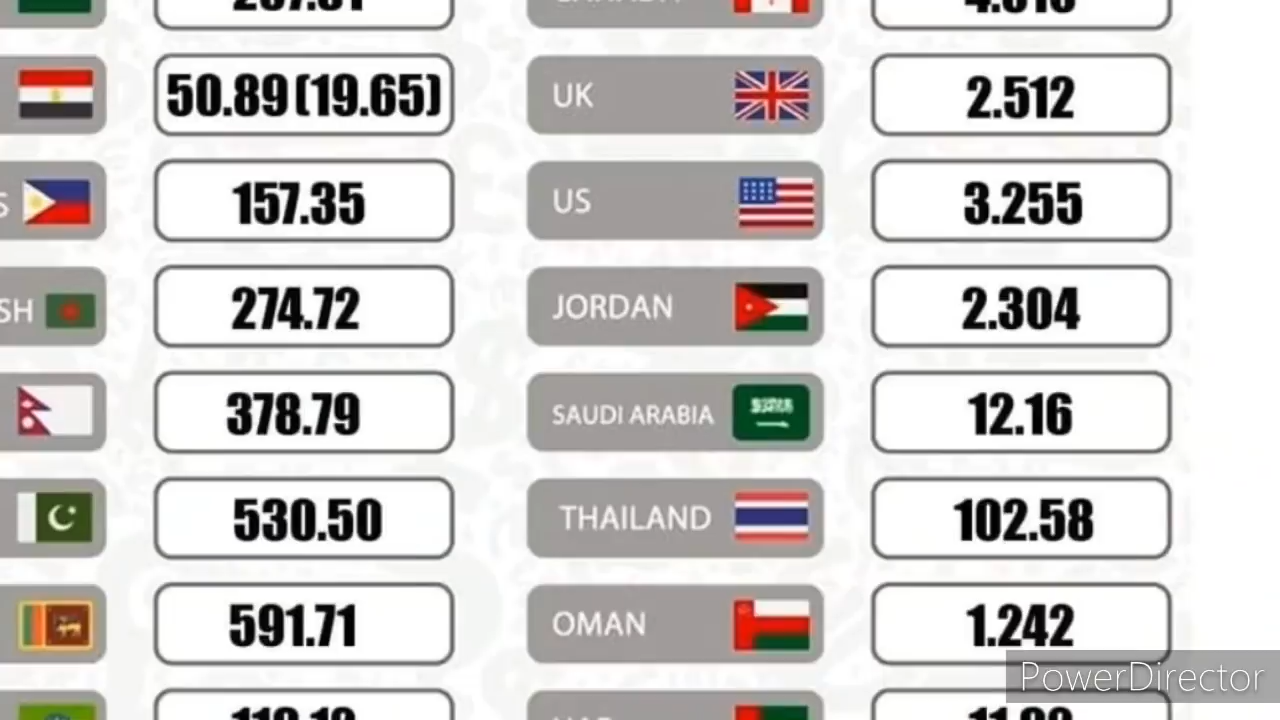 50.89(19.65)
UK
2.512
157.35
US
3.255
SH
274.72
JORDAN
2.304
378.79
SAUDI ARABIA
12.16
530.50
THAILAND
102.58
591.71
OMAN
1.242
PowerDirector